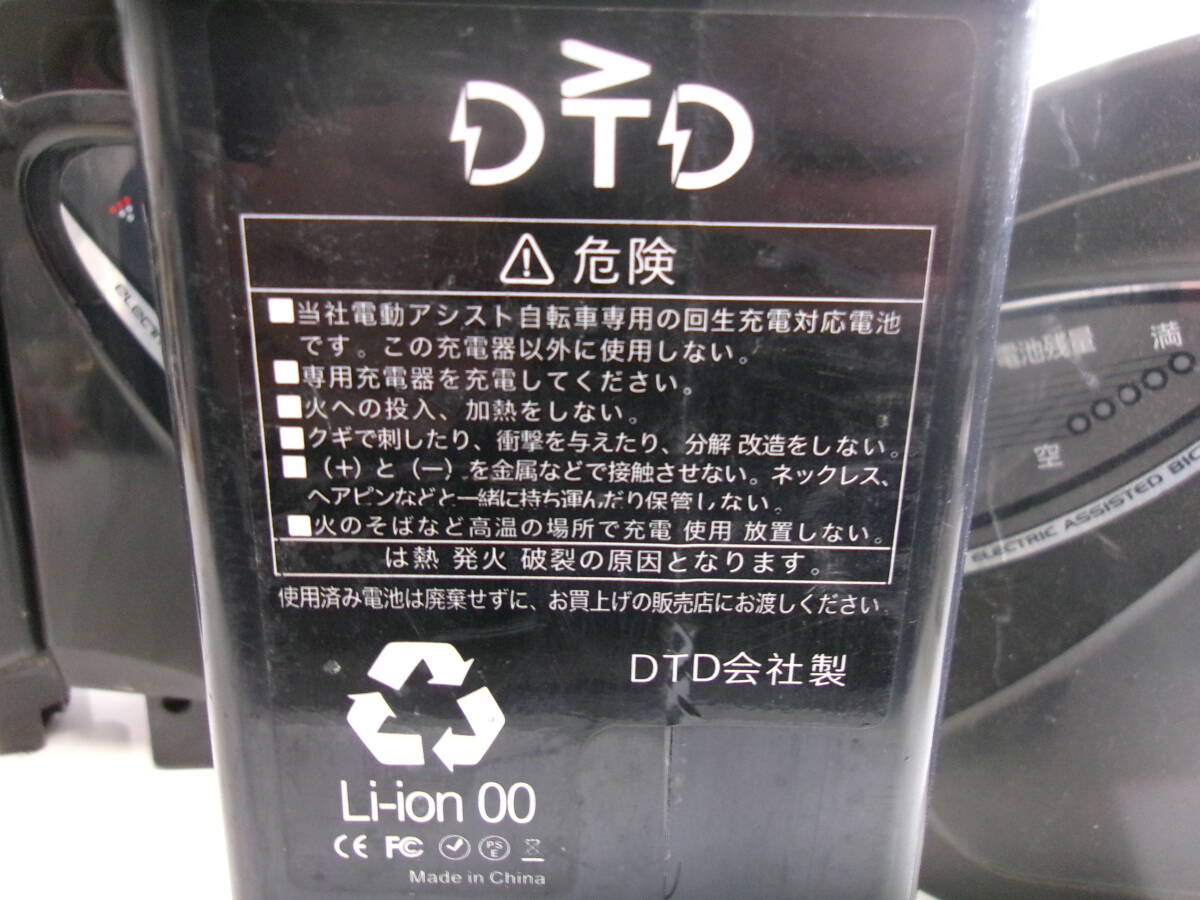 DTD
危険
■当社電動アシスト自転車専用の回生充電対応電池
です。この充電器以外に使用しない。
■専用充電器を充電してください。
■火への投入、加熱をしない。
■クギで刺したり、衝撃を与えたり、分解 改造をしない。
■（+）と（—）を金属などで接触させない。ネックレス、
ヘアピンなどと一緒に持ち運んだり保管しない。
■火のそばなど高温の場所で充電 使用 放置しない。
は熱 発火 破裂の原因となります。
使用済み電池は廃棄せずに、お買上げの販売店にお渡しください
DTD会社製
Li-ion 00
CE FC PSE
Made in China
ELECT
電池残量 満
空
ELECTRIC ASSISTED BIC